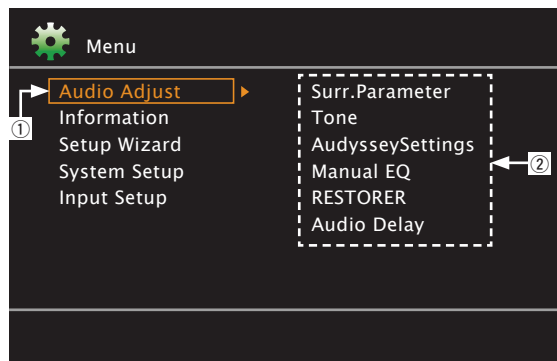 Menu
Audio Adjust
Information
Setup Wizard
System Setup
Input Setup
①
Surr.Parameter
Tone
AudysseySettings
Manual EQ
RESTORER
Audio Delay
②